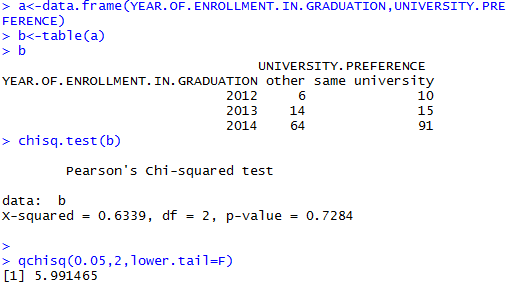 > a<-data.frame(YEAR.OF.ENROLLMENT.IN.GRADUATION,UNIVERSITY.PRE
FERENCE)
> b<-table(a)
> b
UNIVERSITY.PREFERENCE
YEAR.OF.ENROLLMENT.IN.GRADUATION other same university
2012 6 10
2013 14 15
2014 64 91
> chisq.test(b)
Pearson's Chi-squared test
data: b
X-squared = 0.6339, df = 2, p-value = 0.7284
>
> qchisq(0.05,2,lower.tail=F)
[1] 5.991465